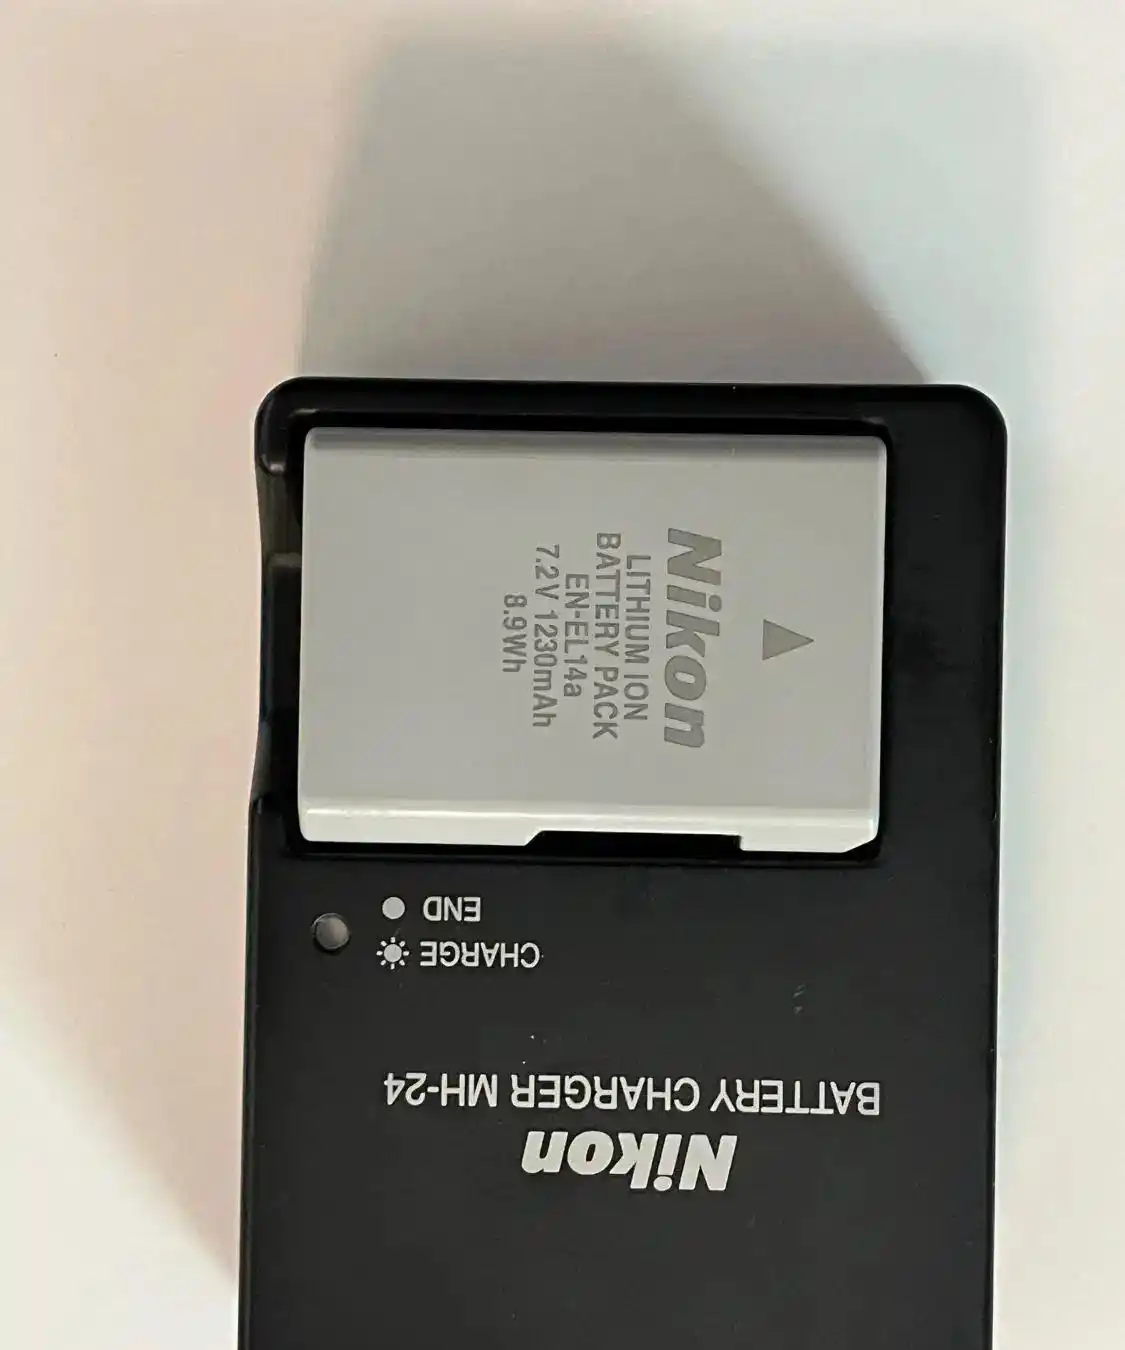 Nikon
LITHIUM ION
BATTERY PACK
EN-EL14a
7.2V 1230mAh
8.9Wh
Nikon
BATTERY CHARGER MH-24
CHARGE
END